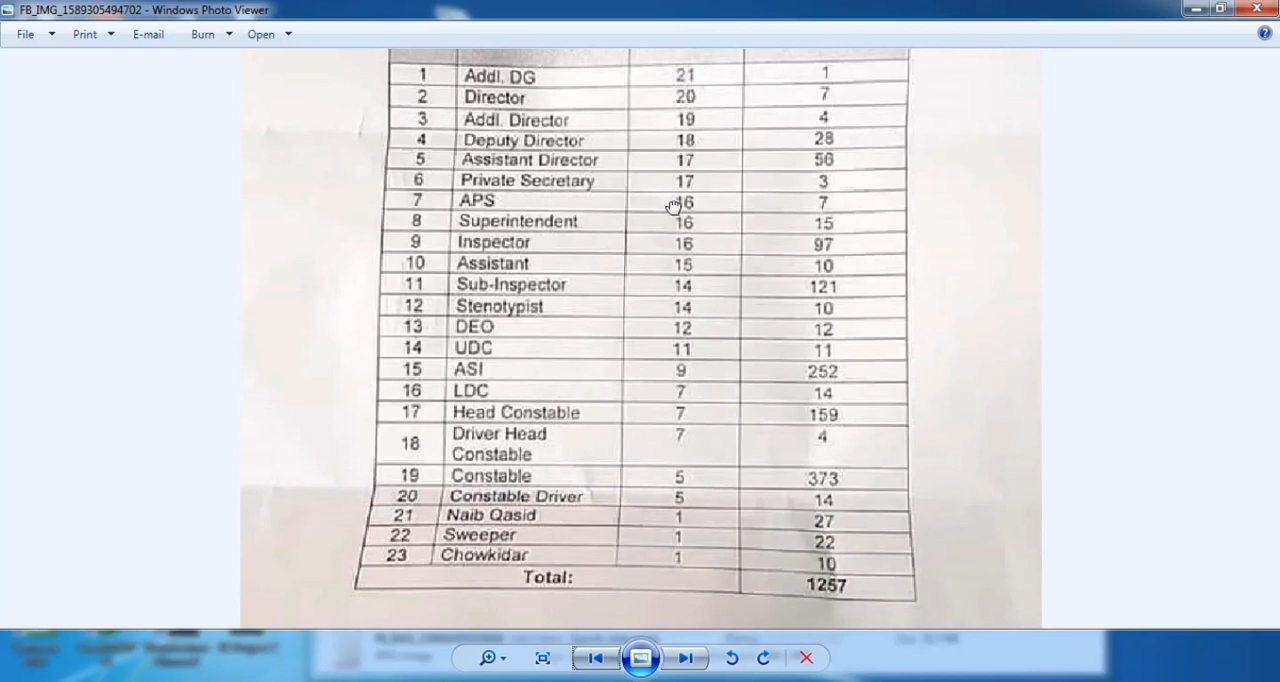 FB_IMG_1589305494702 - Windows Photo Viewer
File Print E-mail Burn Open
1 Addl. DG 21 1
2 Director 20 7
3 Addl. Director 19 4
4 Deputy Director 18 28
5 Assistant Director 17 56
6 Private Secretary 17 3
7 APS 16 7
8 Superintendent 16 15
9 Inspector 16 97
10 Assistant 15 10
11 Sub-Inspector 14 121
12 Stenotypist 14 10
13 DEO 12 12
14 UDC 11 11
15 ASI 9 252
16 LDC 7 14
17 Head Constable 7 159
18 Driver Head Constable 7 4
19 Constable 5 373
20 Constable Driver 5 14
21 Naib Qasid 1 27
22 Sweeper 1 22
23 Chowkidar 1 10
Total: 1257